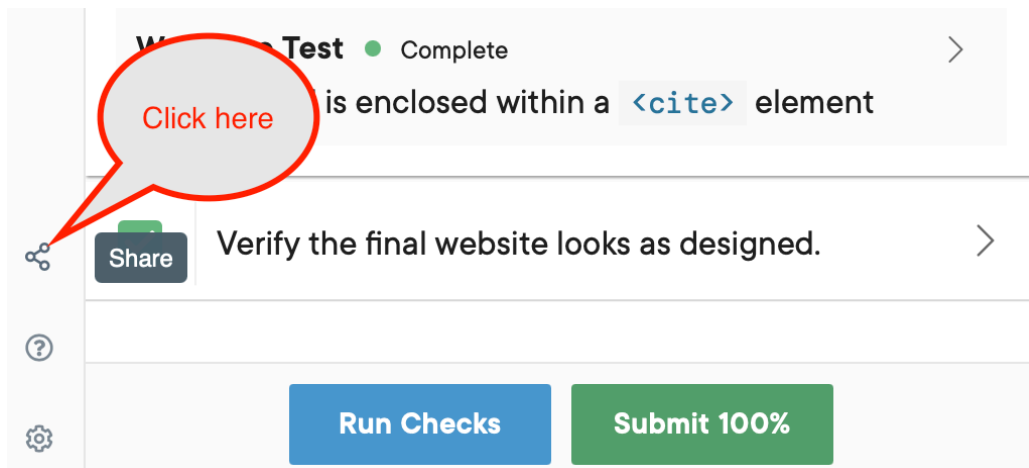 Test Complete
Click here
is enclosed within a <cite> element
Share
Verify the final website looks as designed.
Run Checks
Submit 100%